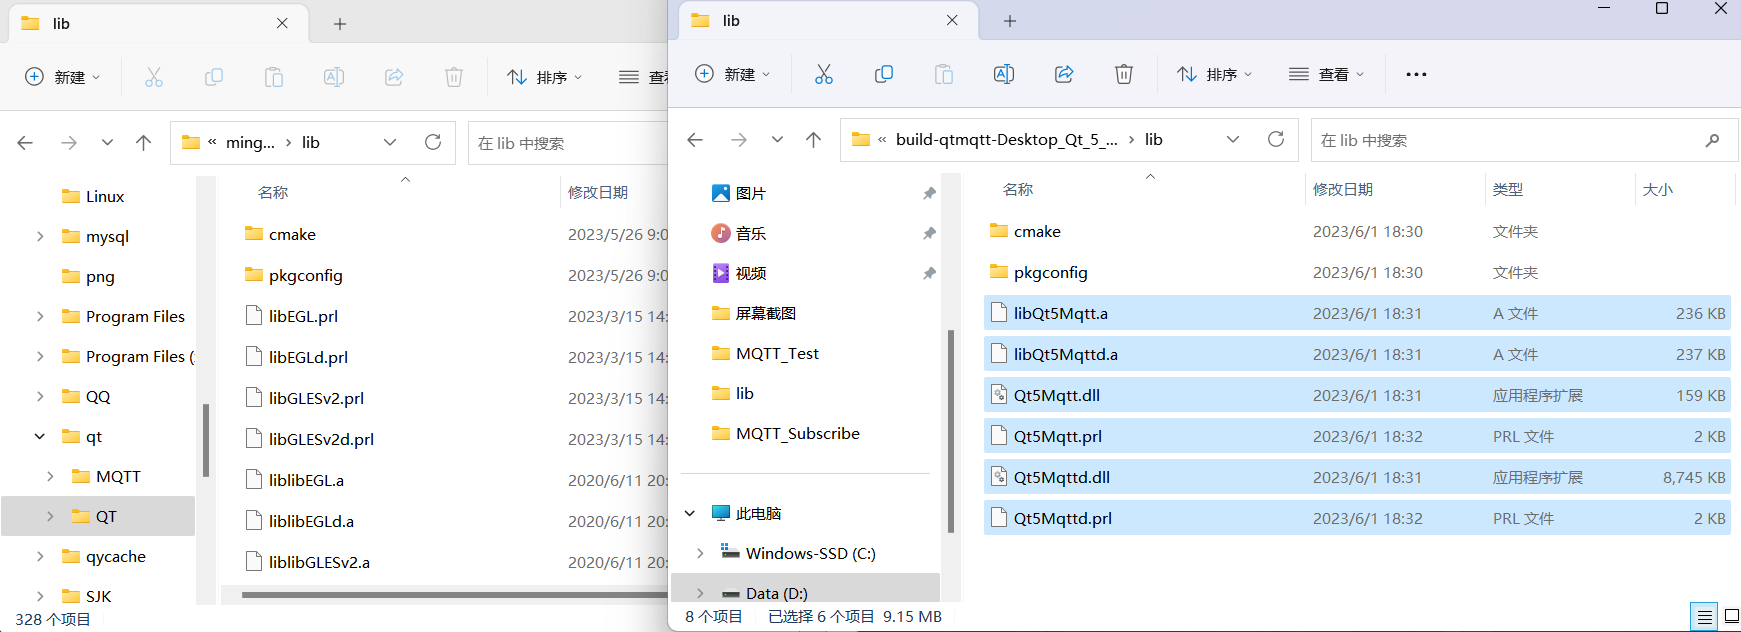 lib
新建
排序
查
ming...
lib
在 lib 中搜索
Linux
mysql
png
Program Files
Program Files (
QQ
qt
MQTT
QT
qycache
SJK
名称
修改日期
cmake
2023/5/26 9:0
pkgconfig
2023/5/26 9:0
libEGL.prl
2023/3/15 14:
libEGLd.prl
2023/3/15 14:
libGLESv2.prl
2023/3/15 14:
libGLESv2d.prl
2023/3/15 14:
liblibEGL.a
2020/6/11 20:
liblibEGLd.a
2020/6/11 20:
liblibGLESv2.a
2020/6/11 20:
328 个项目
lib
新建
排序
查看
build-qtmqtt-Desktop_Qt_5_...
lib
在 lib 中搜索
图片
音乐
视频
屏幕截图
MQTT_Test
lib
MQTT_Subscribe
此电脑
Windows-SSD (C:)
Data (D:)
名称
修改日期
类型
大小
cmake
2023/6/1 18:30
文件夹
pkgconfig
2023/6/1 18:30
文件夹
libQt5Mqtt.a
2023/6/1 18:31
A 文件
236 KB
libQt5Mqttd.a
2023/6/1 18:31
A 文件
237 KB
Qt5Mqtt.dll
2023/6/1 18:31
应用程序扩展
159 KB
Qt5Mqtt.prl
2023/6/1 18:32
PRL 文件
2 KB
Qt5Mqttd.dll
2023/6/1 18:31
应用程序扩展
8,745 KB
Qt5Mqttd.prl
2023/6/1 18:32
PRL 文件
2 KB
8 个项目
已选择 6 个项目 9.15 MB